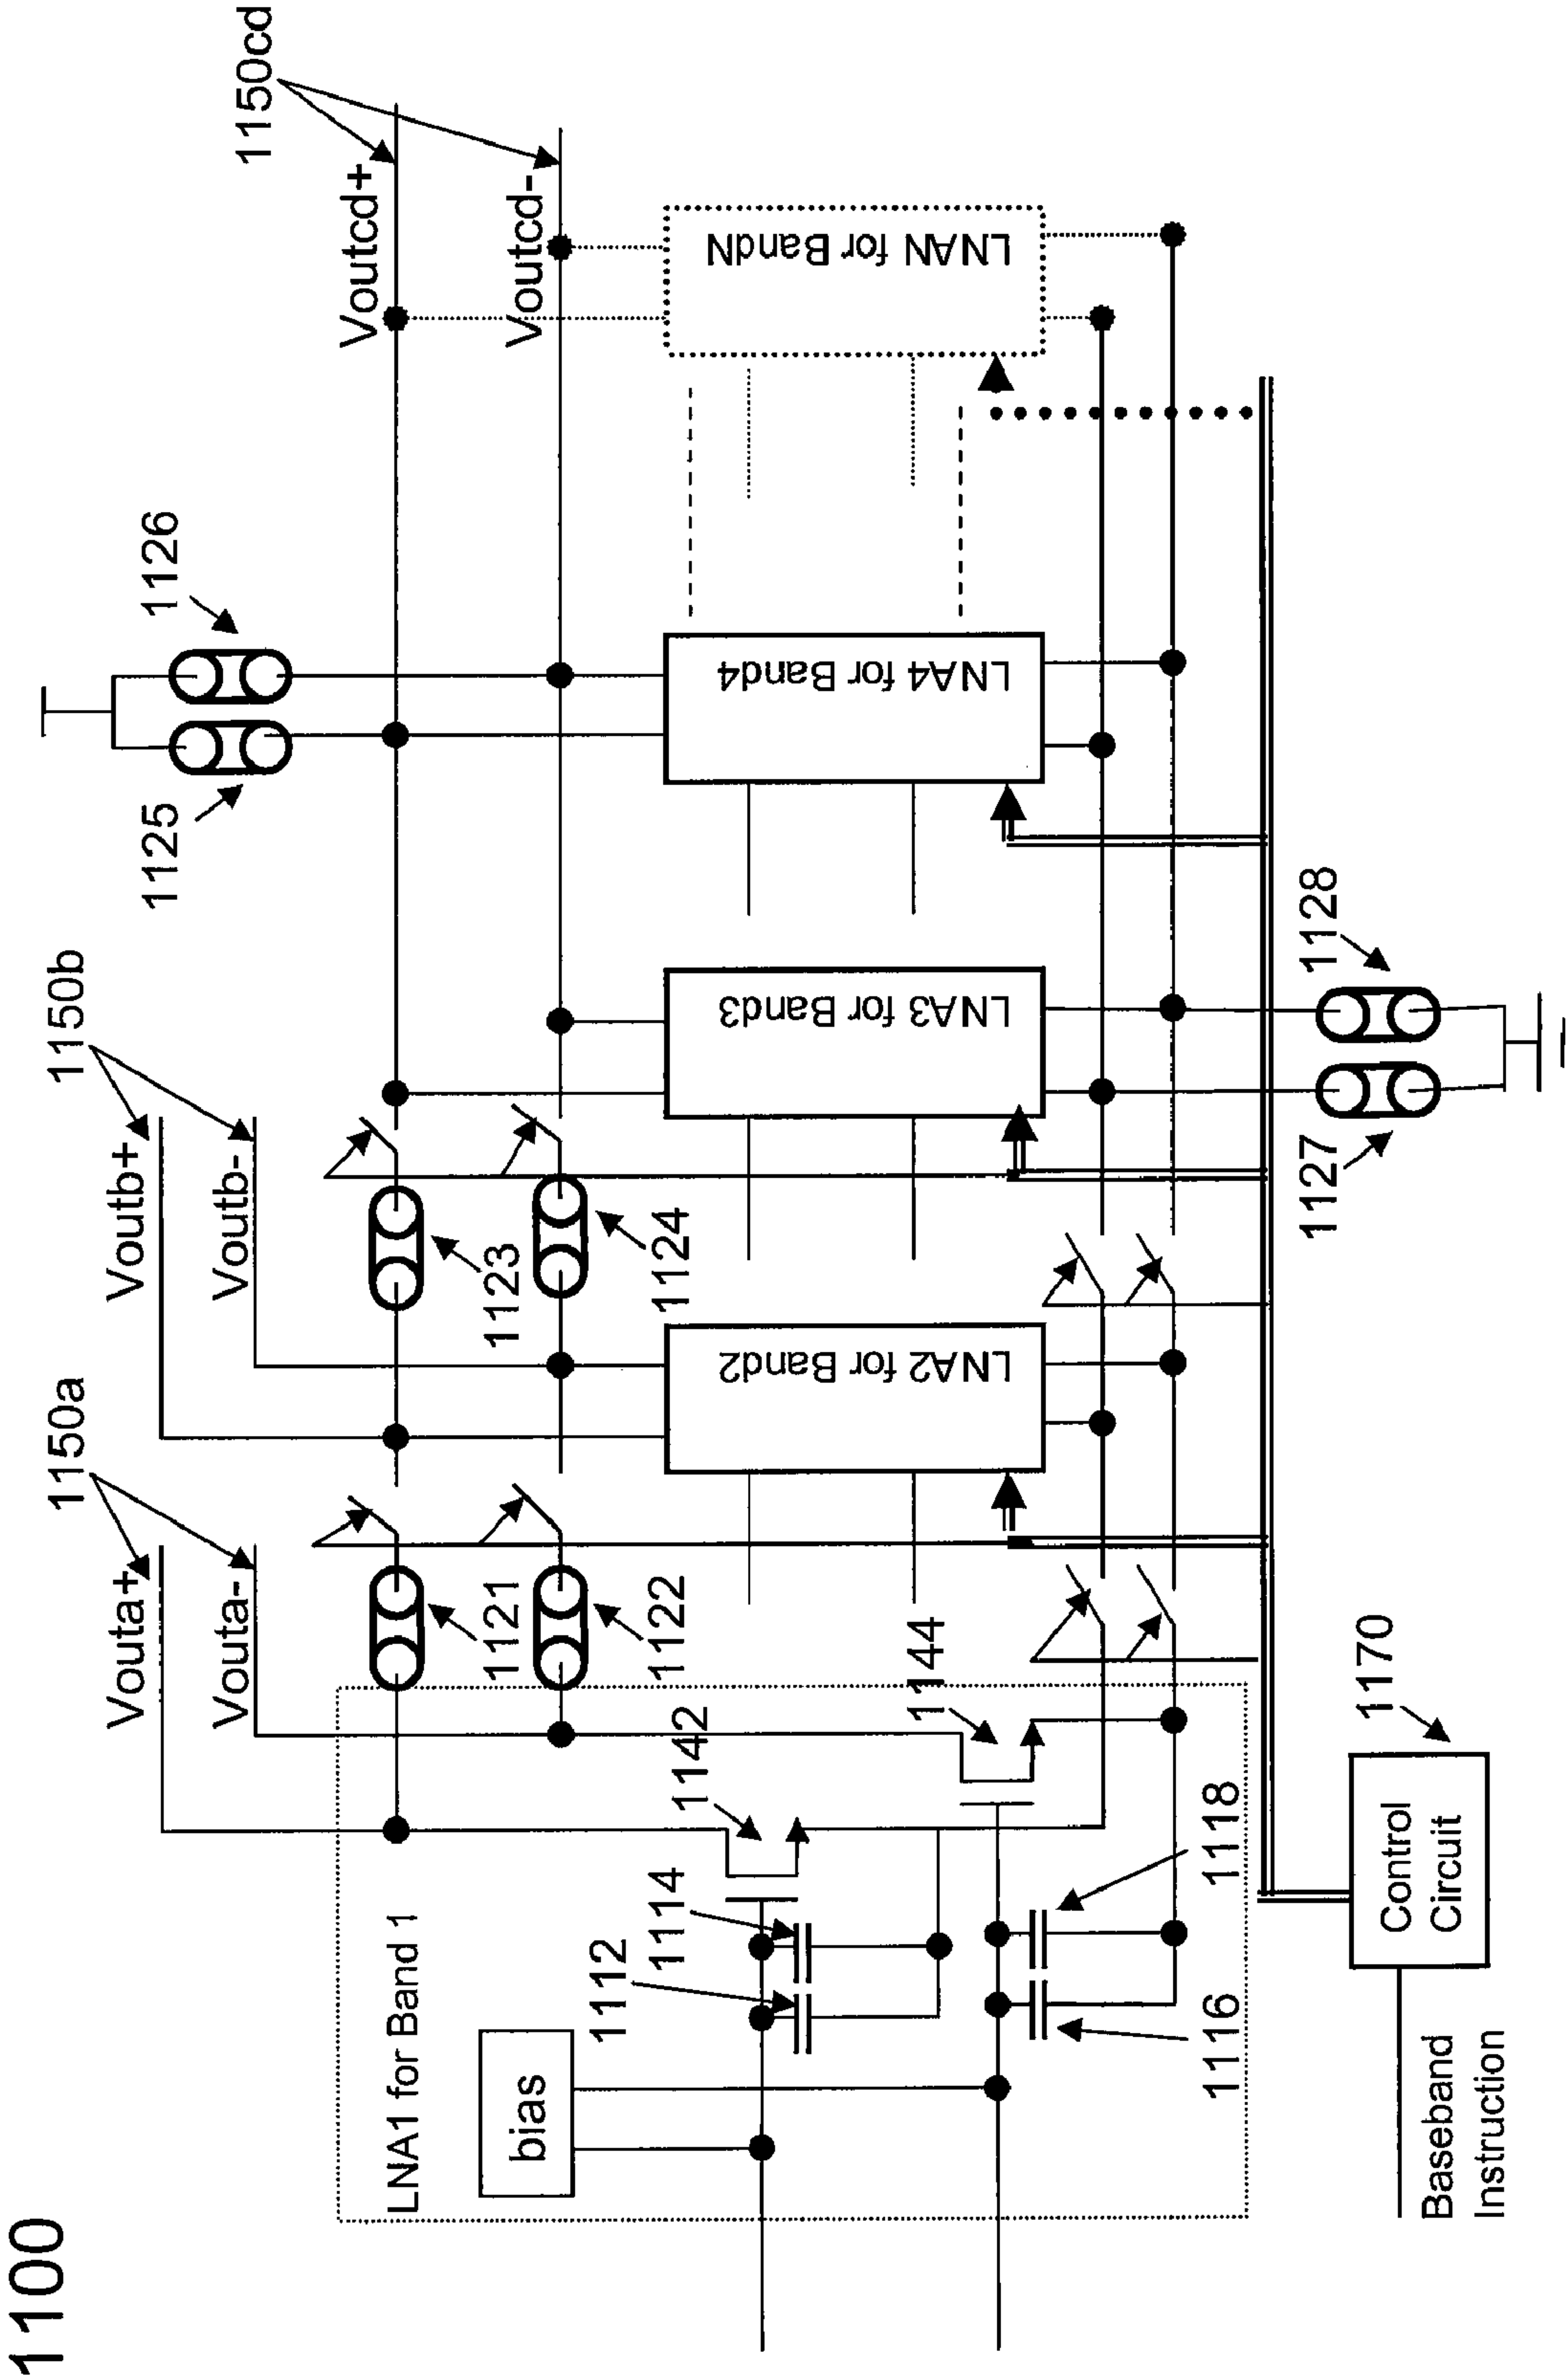 1100
1150cd
Voutcd+
Voutcd-
1126
1125
1150b
Voutb+
Voutb-
1150a
Vouta+
Vouta-
1123
1124
1121
1122
LNA1 for Band 1
bias
1142
1144
1112
1114
1116
1118
LNA2 for Band2
LNA3 for Band3
LNA4 for Band4
LNAN for BandN
1127
1128
1170
Control
Circuit
Baseband
Instruction